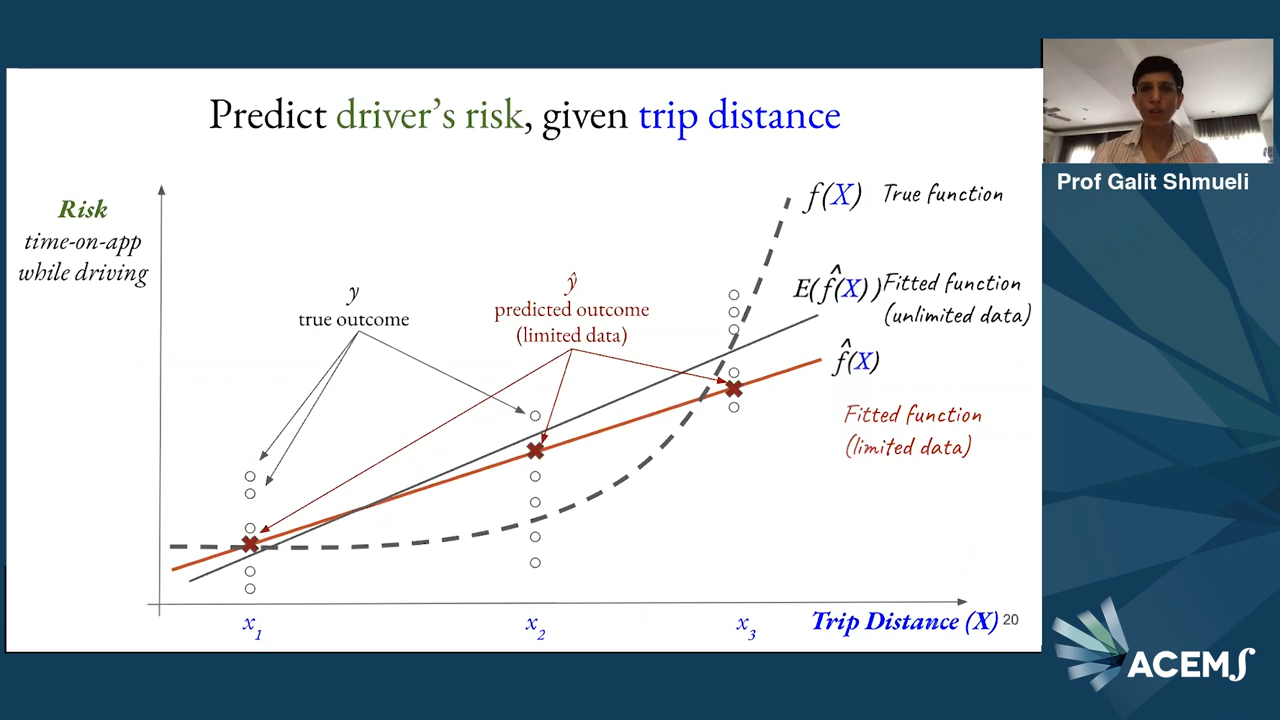 Predict driver's risk, given trip distance
Prof Galit Shmueli
Risk
time-on-app
while driving
y
true outcome
ŷ
predicted outcome
(limited data)
f(X) True function
E(f̂(X)) Fitted function
(unlimited data)
f̂(X)
Fitted function
(limited data)
x₁
x₂
x₃
Trip Distance (X) 20
ACEMS